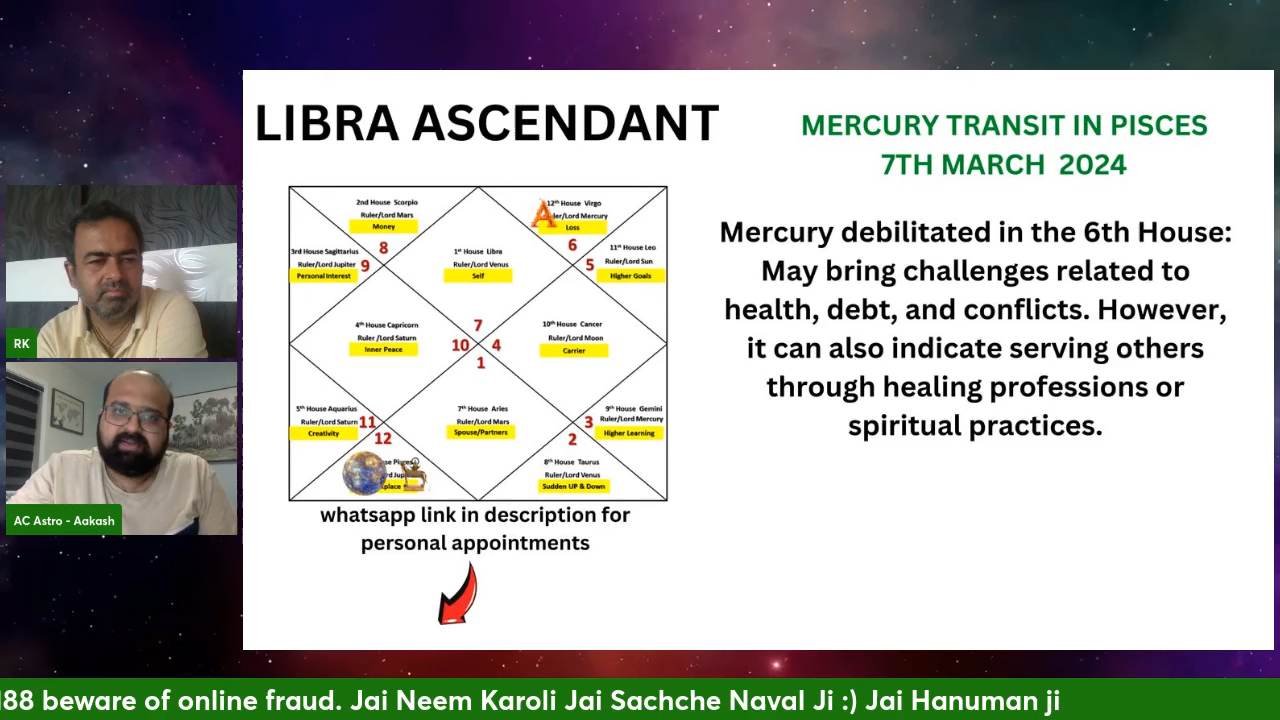 LIBRA ASCENDANT
MERCURY TRANSIT IN PISCES
7TH MARCH 2024
Mercury debilitated in the 6th House:
May bring challenges related to
health, debt, and conflicts. However,
it can also indicate serving others
through healing professions or
spiritual practices.
2nd House Scorpio
Ruler/Lord Mars
Money
8
12th House Virgo
Lord Mercury
Loss
6
3rd House Sagittarius
Ruler/Lord Jupiter
Personal Interest
9
1st House Libra
Ruler/Lord Venus
Self
11st House Leo
Ruler/Lord Sun
Higher Goals
5
4th House Capricorn
Ruler /Lord Saturn
Inner Peace
7
10 4
1
10th House Cancer
Ruler/Lord Moon
Carrier
5th House Aquarius
Ruler/Lord Saturn
Creativity
11
12
7th House Aries
Ruler/Lord Mars
Spouse/Partners
9th House Gemini
Ruler/Lord Mercury
Higher Learning
3
2
8th House Taurus
Ruler/Lord Venus
Sudden UP & Down
whatsapp link in description for
personal appointments
RK
AC Astro - Aakash
88 beware of online fraud. Jai Neem Karoli Jai Sachche Naval Ji :) Jai Hanuman ji